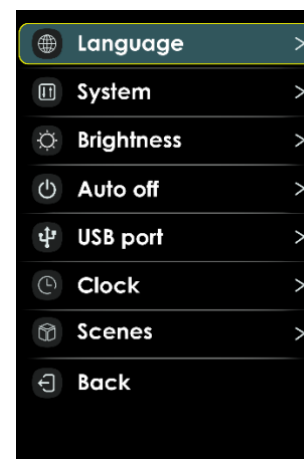 Language
System
Brightness
Auto off
USB port
Clock
Scenes
Back